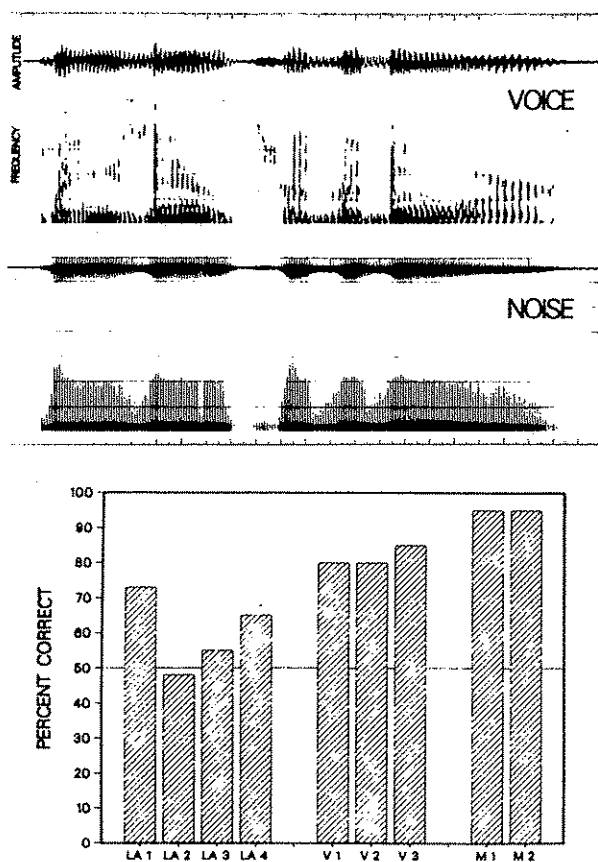 AMPLITUDE
VOICE
FREQUENCY
NOISE
PERCENT CORRECT
100
90
80
70
60
50
40
30
20
10
0
LA 1 LA 2 LA 3 LA 4 V 1 V 2 V 3 M 1 M 2